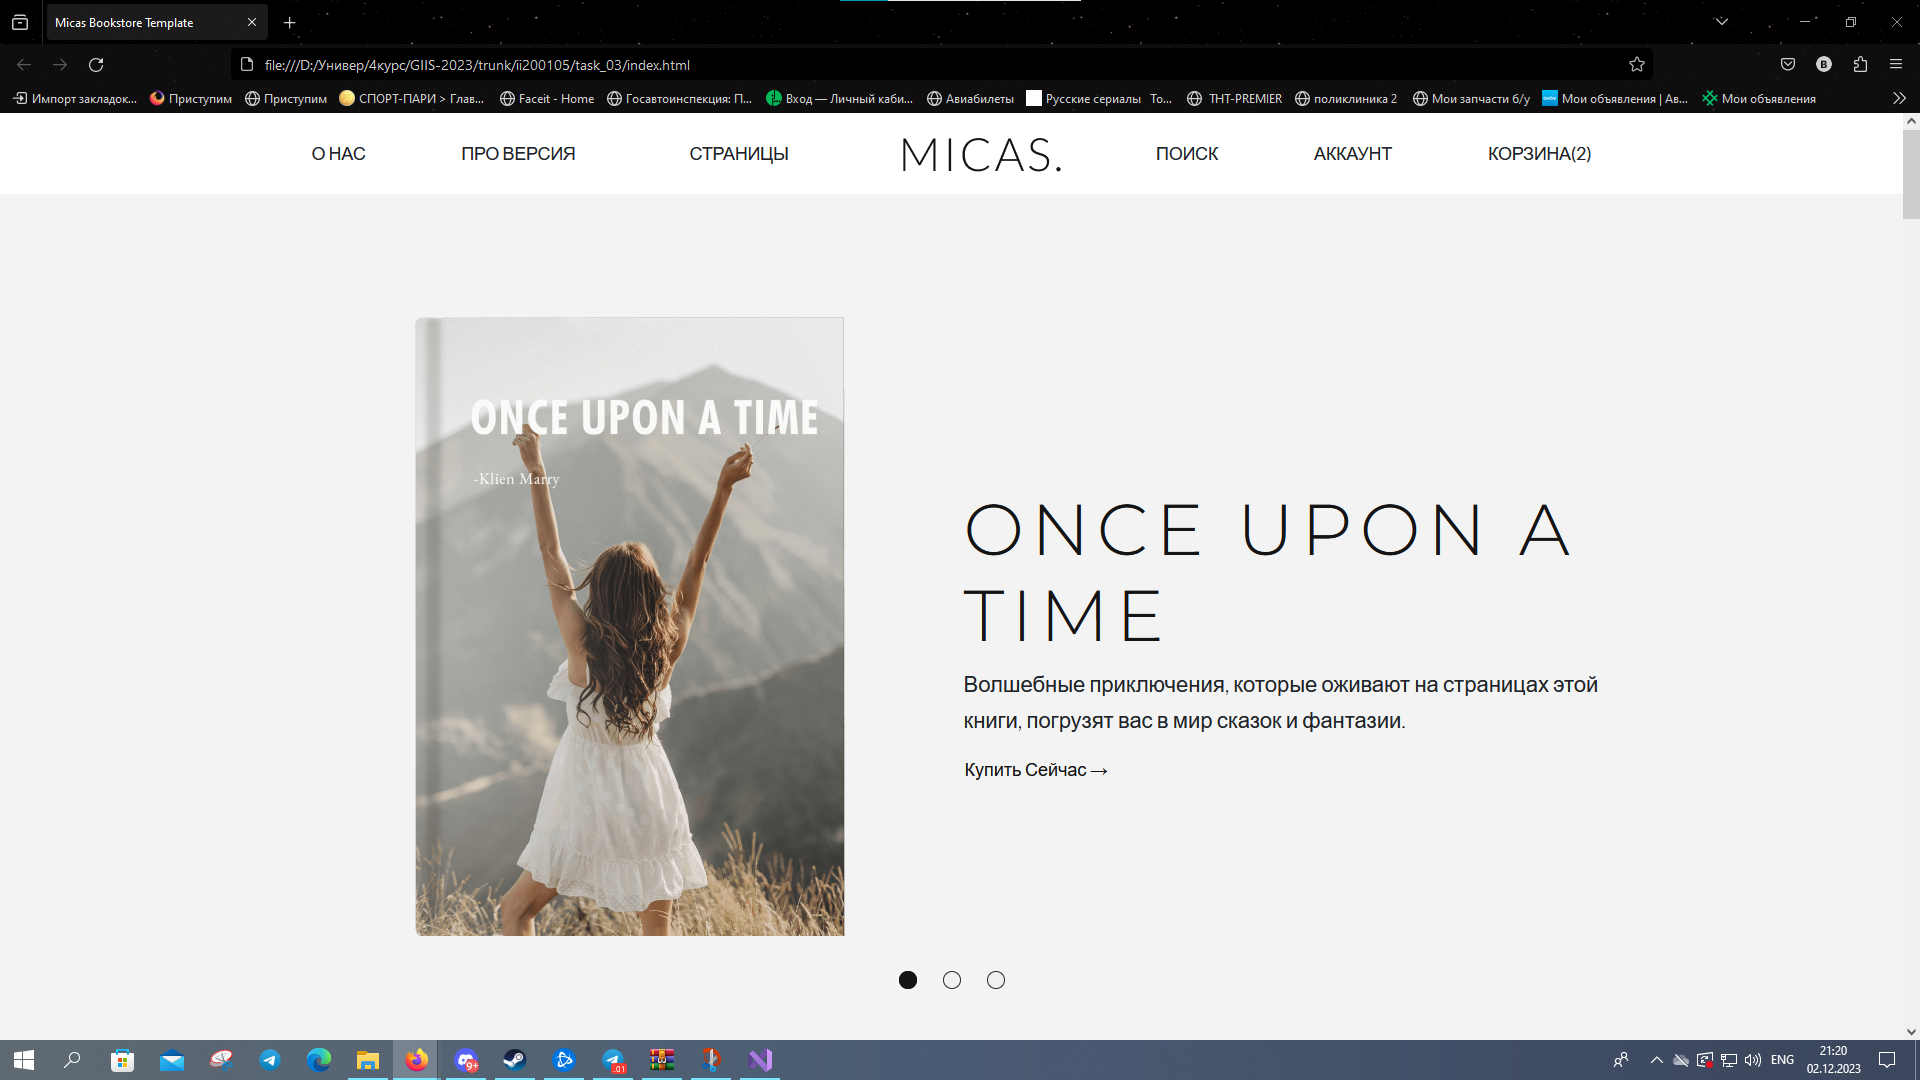 Micas Bookstore Template
file:///D:/Универ/4курс/GIIS-2023/trunk/ii200105/task_03/index.html
B
Импорт закладок... Приступим Приступим СПОРТ-ПАРИ > Глав... Faceit - Home Госавтоинспекция: П... Вход — Личный каби... Авиабилеты Русские сериалы То... ТНТ-PREMIER поликлиника 2 Мои запчасти б/у Мои объявления | Ав... Мои объявления
О НАС ПРО ВЕРСИЯ СТРАНИЦЫ MICAS. ПОИСК АККАУНТ КОРЗИНА(2)
ONCE UPON A TIME
-Klien Marry
ONCE UPON A
TIME
Волшебные приключения, которые оживают на страницах этой
книги, погрузят вас в мир сказок и фантазии.
Купить Сейчас →
9+
.01
ENG
21:20
02.12.2023